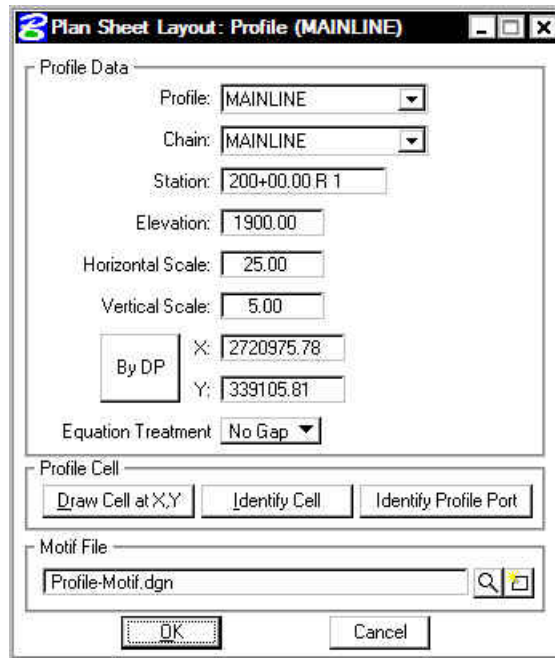 Plan Sheet Layout: Profile (MAINLINE)
Profile Data
Profile: MAINLINE
Chain: MAINLINE
Station: 200+00.00 R 1
Elevation: 1900.00
Horizontal Scale: 25.00
Vertical Scale: 5.00
By DP
X: 2720975.78
Y: 339105.81
Equation Treatment No Gap
Profile Cell
Draw Cell at X,Y Identify Cell Identify Profile Port
Motif File
Profile-Motif.dgn
OK Cancel